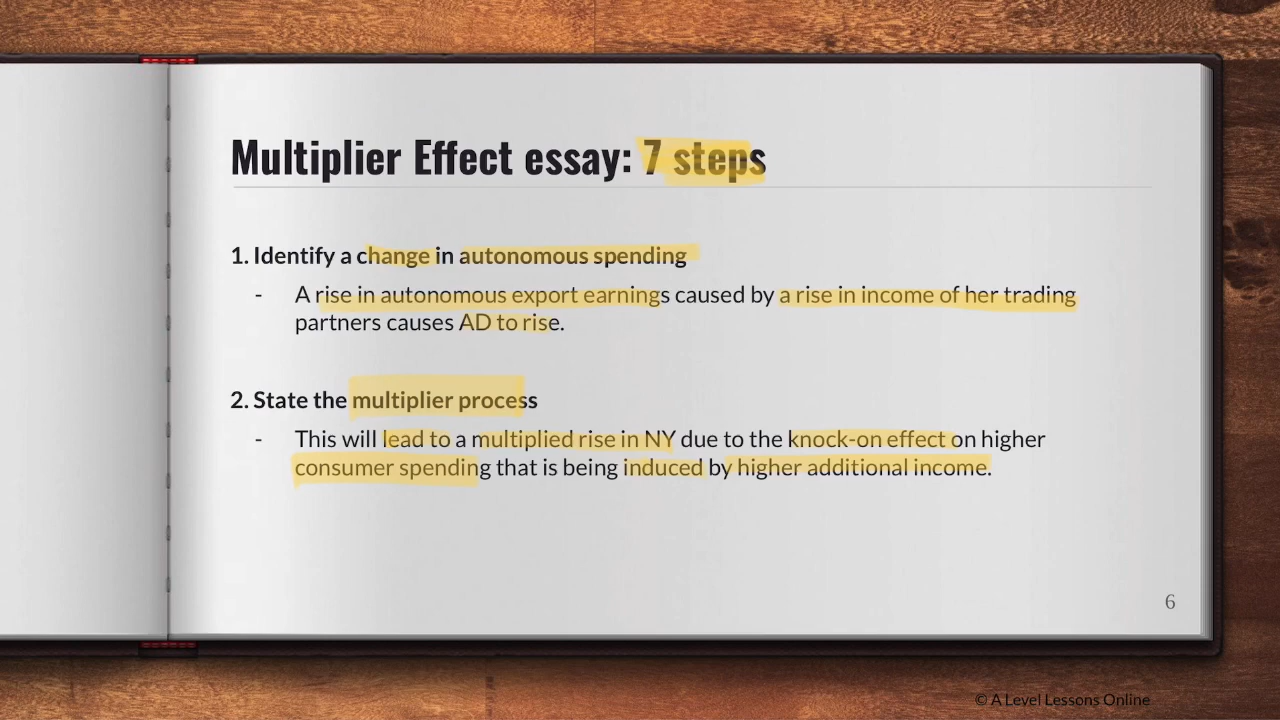 Multiplier Effect essay: 7 steps
1. Identify a change in autonomous spending
- A rise in autonomous export earnings caused by a rise in income of her trading
partners causes AD to rise.
2. State the multiplier process
- This will lead to a multiplied rise in NY due to the knock-on effect on higher
consumer spending that is being induced by higher additional income.
6
© A Level Lessons Online